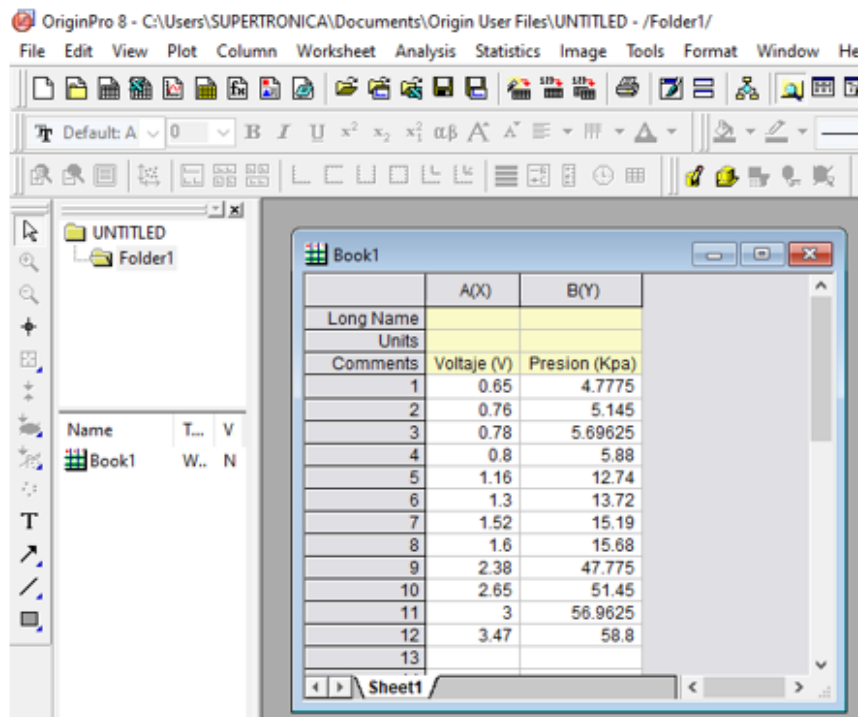 OriginPro 8 - C:\Users\SUPERTRONICA\Documents\Origin User Files\UNTITLED - /Folder1/
File Edit View Plot Column Worksheet Analysis Statistics Image Tools Format Window He
Default: A 0 B I U x² x₂ x₁² αβ A A
UNTITLED
Folder1
Name T... V
Book1 W.. N
T
Book1
A(X) B(Y)
Long Name
Units
Comments Voltaje (V) Presion (Kpa)
1 0.65 4.7775
2 0.76 5.145
3 0.78 5.69625
4 0.8 5.88
5 1.16 12.74
6 1.3 13.72
7 1.52 15.19
8 1.6 15.68
9 2.38 47.775
10 2.65 51.45
11 3 56.9625
12 3.47 58.8
13
Sheet1